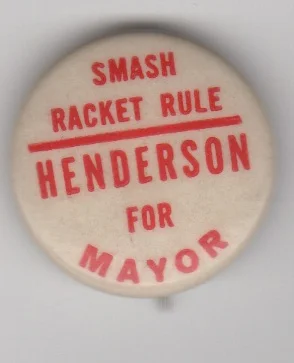 SMASH
RACKET RULE
HENDERSON
FOR
MAYOR